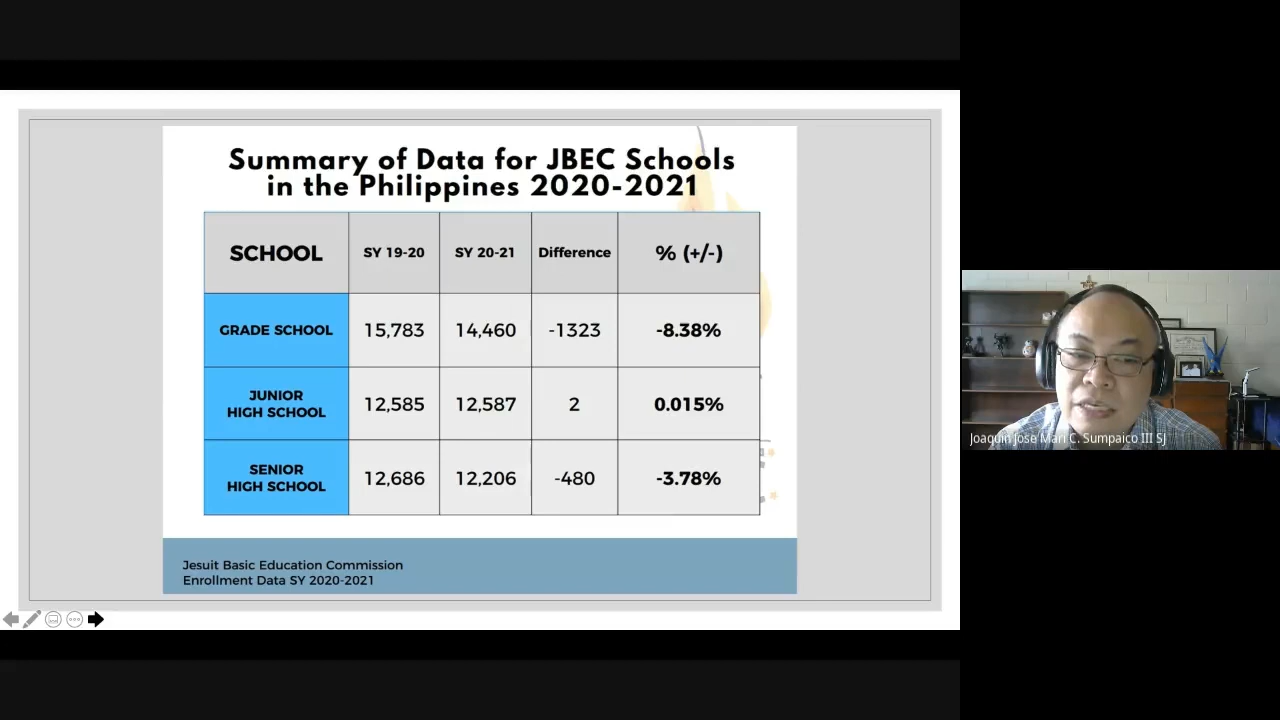 Summary of Data for JBEC Schools
in the Philippines 2020-2021
SCHOOL SY 19-20 SY 20-21 Difference % (+/-)
GRADE SCHOOL 15,783 14,460 -1323 -8.38%
JUNIOR
HIGH SCHOOL 12,585 12,587 2 0.015%
SENIOR
HIGH SCHOOL 12,686 12,206 -480 -3.78%
Jesuit Basic Education Commission
Enrollment Data SY 2020-2021
Joaquin Jose Mari C. Sumpaico III SJ